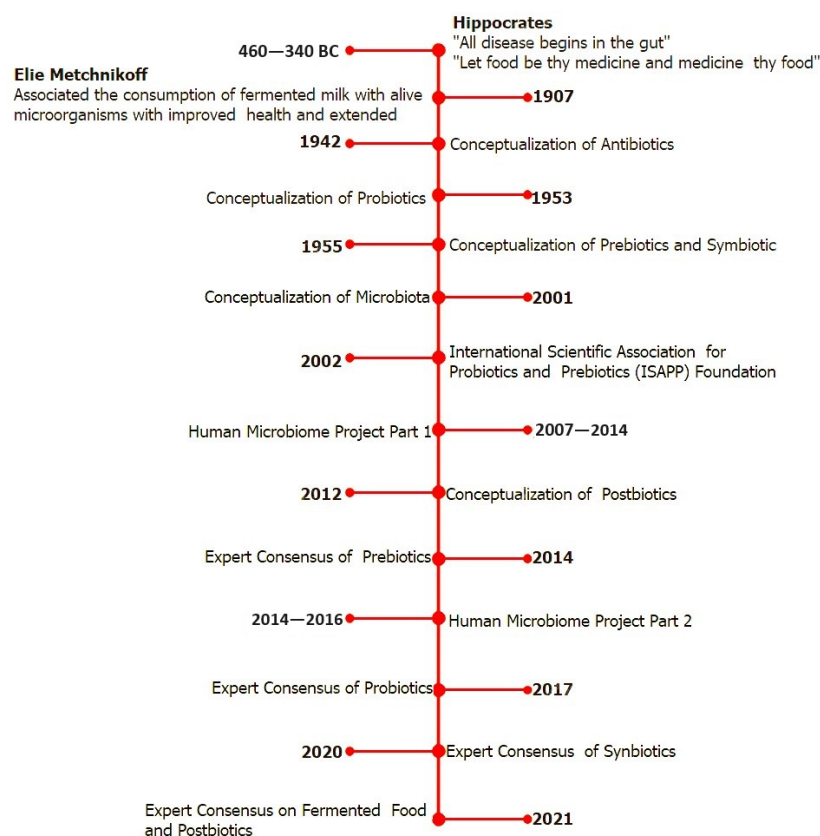 Hippocrates
460—340 BC
"All disease begins in the gut"
"Let food be thy medicine and medicine thy food"
Elie Metchnikoff
Associated the consumption of fermented milk with alive
microorganisms with improved health and extended
1907
1942
Conceptualization of Antibiotics
Conceptualization of Probiotics
1953
1955
Conceptualization of Prebiotics and Symbiotic
Conceptualization of Microbiota
2001
2002
International Scientific Association for
Probiotics and Prebiotics (ISAPP) Foundation
Human Microbiome Project Part 1
2007—2014
2012
Conceptualization of Postbiotics
Expert Consensus of Prebiotics
2014
2014—2016
Human Microbiome Project Part 2
Expert Consensus of Probiotics
2017
2020
Expert Consensus of Synbiotics
Expert Consensus on Fermented Food
and Postbiotics
2021